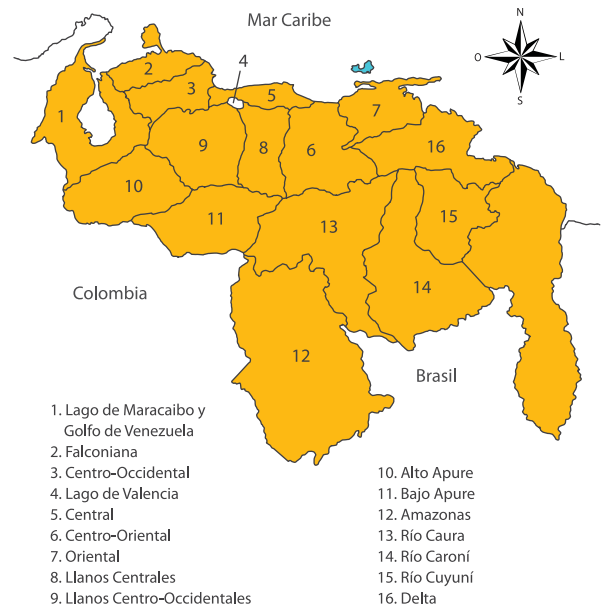 Mar Caribe
N
O
L
S
1
2
3
4
5
6
7
8
9
10
11
12
13
14
15
16
Colombia
Brasil
1. Lago de Maracaibo y
Golfo de Venezuela
2. Falconiana
3. Centro-Occidental
4. Lago de Valencia
5. Central
6. Centro-Oriental
7. Oriental
8. Llanos Centrales
9. Llanos Centro-Occidentales
10. Alto Apure
11. Bajo Apure
12. Amazonas
13. Río Caura
14. Río Caroní
15. Río Cuyuní
16. Delta